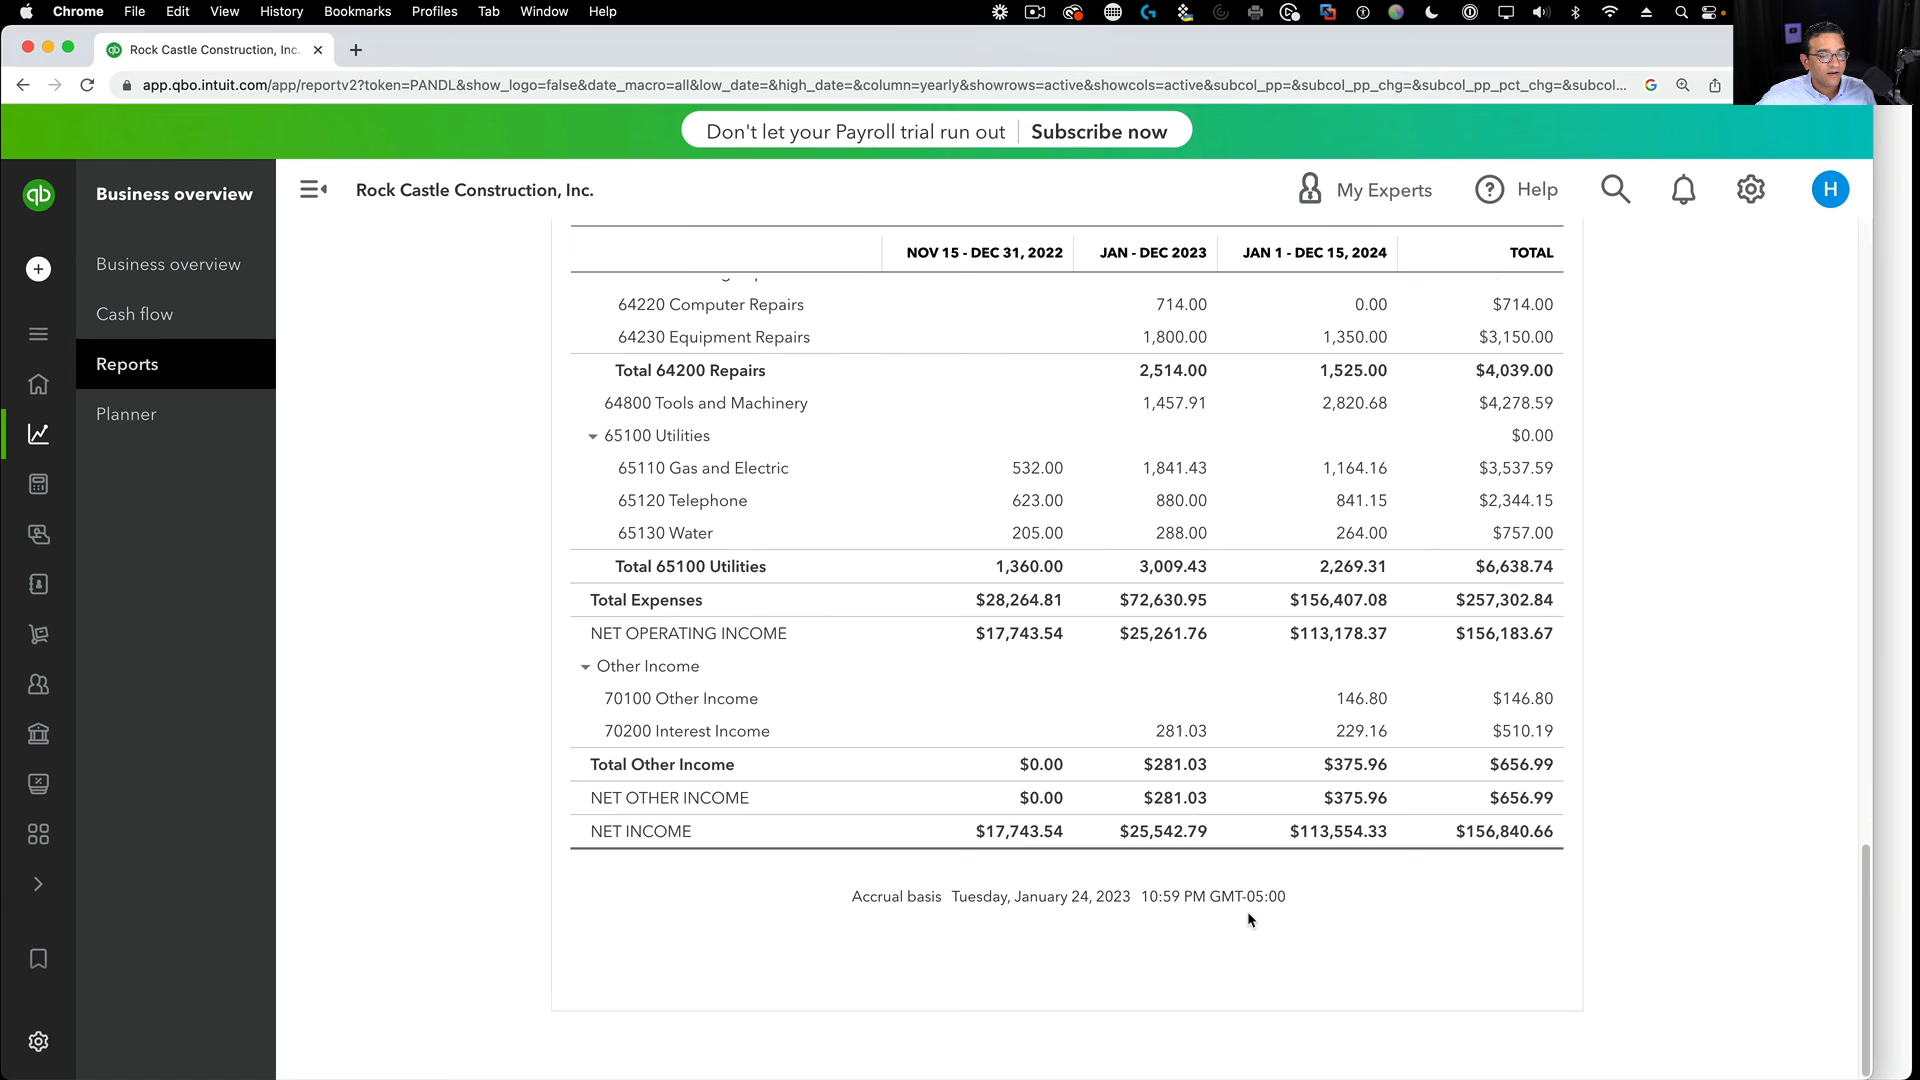 Chrome File Edit View History Bookmarks Profiles Tab Window Help
Rock Castle Construction, Inc.
app.qbo.intuit.com/app/reportv2?token=PANDL&show_logo=false&date_macro=all&low_date=&high_date=&column=yearly&showrows=active&showcols=active&subcol_pp=&subcol_pp_chg=&subcol_pp_pct_chg=&subcol...
Don't let your Payroll trial run out Subscribe now
qb Business overview Rock Castle Construction, Inc. My Experts Help H
Business overview
Cash flow
Reports
Planner
NOV 15 - DEC 31, 2022 JAN - DEC 2023 JAN 1 - DEC 15, 2024 TOTAL
64220 Computer Repairs 714.00 0.00 $714.00
64230 Equipment Repairs 1,800.00 1,350.00 $3,150.00
Total 64200 Repairs 2,514.00 1,525.00 $4,039.00
64800 Tools and Machinery 1,457.91 2,820.68 $4,278.59
65100 Utilities $0.00
65110 Gas and Electric 532.00 1,841.43 1,164.16 $3,537.59
65120 Telephone 623.00 880.00 841.15 $2,344.15
65130 Water 205.00 288.00 264.00 $757.00
Total 65100 Utilities 1,360.00 3,009.43 2,269.31 $6,638.74
Total Expenses $28,264.81 $72,630.95 $156,407.08 $257,302.84
NET OPERATING INCOME $17,743.54 $25,261.76 $113,178.37 $156,183.67
Other Income
70100 Other Income 146.80 $146.80
70200 Interest Income 281.03 229.16 $510.19
Total Other Income $0.00 $281.03 $375.96 $656.99
NET OTHER INCOME $0.00 $281.03 $375.96 $656.99
NET INCOME $17,743.54 $25,542.79 $113,554.33 $156,840.66
Accrual basis Tuesday, January 24, 2023 10:59 PM GMT-05:00